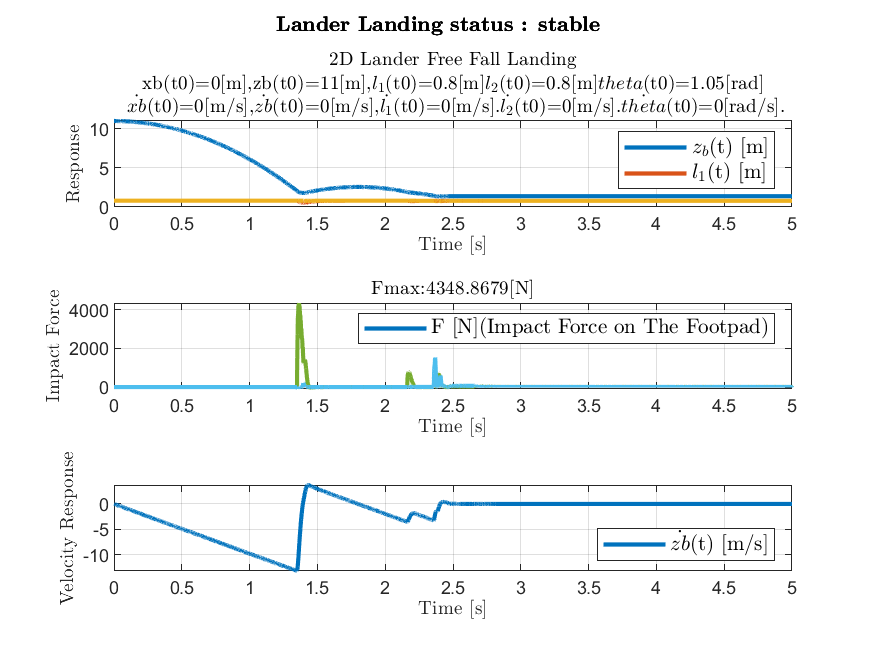 Lander Landing status : stable
2D Lander Free Fall Landing
xb(t0)=0[m],zb(t0)=11[m],l₁(t0)=0.8[m]l₂(t0)=0.8[m]theta(t0)=1.05[rad]
ẋb(t0)=0[m/s],żb(t0)=0[m/s],l̇₁(t0)=0[m/s].l̇₂(t0)=0[m/s].thėta(t0)=0[rad/s].
Response
10
5
0
z_b(t) [m]
l₁(t) [m]
0 0.5 1 1.5 2 2.5 3 3.5 4 4.5 5
Time [s]
Fmax:4348.8679[N]
Impact Force
4000
2000
0
F [N](Impact Force on The Footpad)
0 0.5 1 1.5 2 2.5 3 3.5 4 4.5 5
Time [s]
Velocity Response
0
-5
-10
żb(t) [m/s]
0 0.5 1 1.5 2 2.5 3 3.5 4 4.5 5
Time [s]